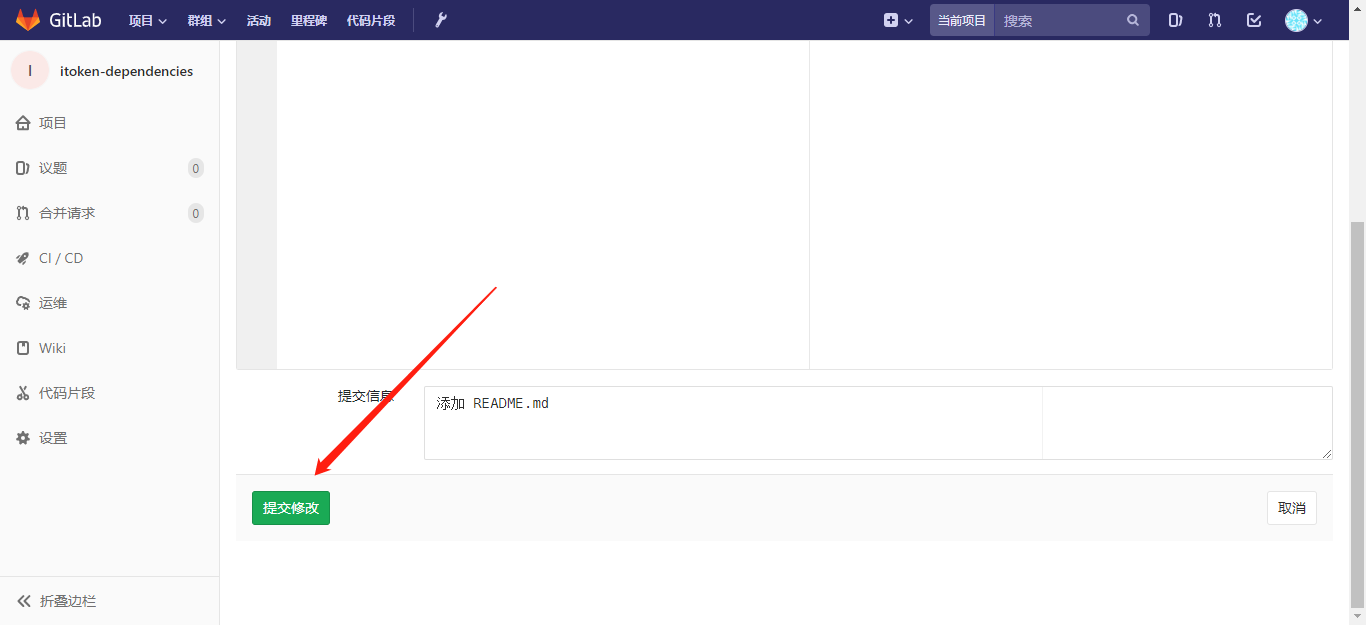 GitLab 项目 群组 活动 里程碑 代码片段 当前项目 搜索
I itoken-dependencies
项目
议题 0
合并请求 0
CI / CD
运维
Wiki
代码片段
设置
折叠边栏
提交信息
添加 README.md
提交修改 取消